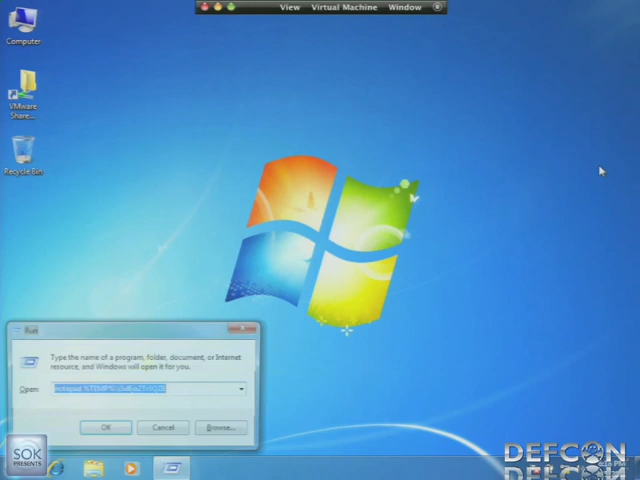 View Virtual Machine Window
Computer
VMware
Share...
Recycle Bin
Run
Type the name of a program, folder, document, or Internet
resource, and Windows will open it for you.
Open:
notepad
OK Cancel Browse...
SOK
PRESENTS
DEFCON